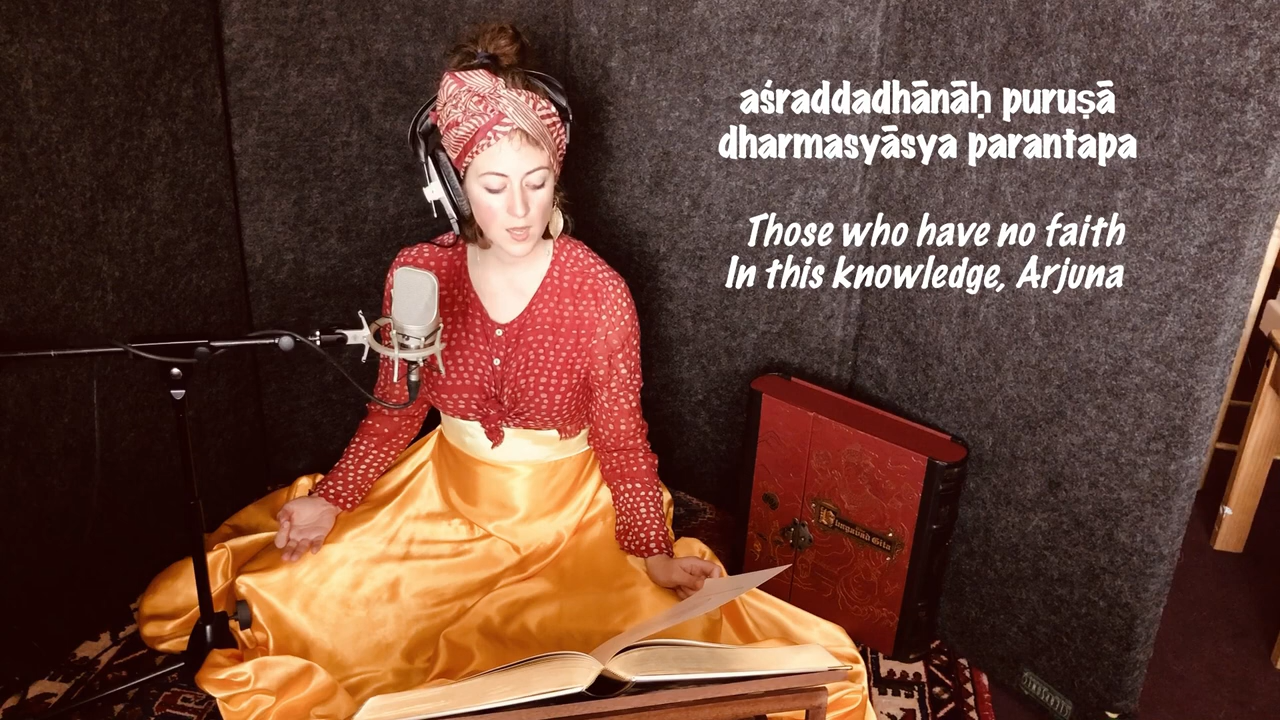 aśraddadhānāḥ puruṣā
dharmasyāsya parantapa
Those who have no faith
In this knowledge, Arjuna
Bhagavad Gita